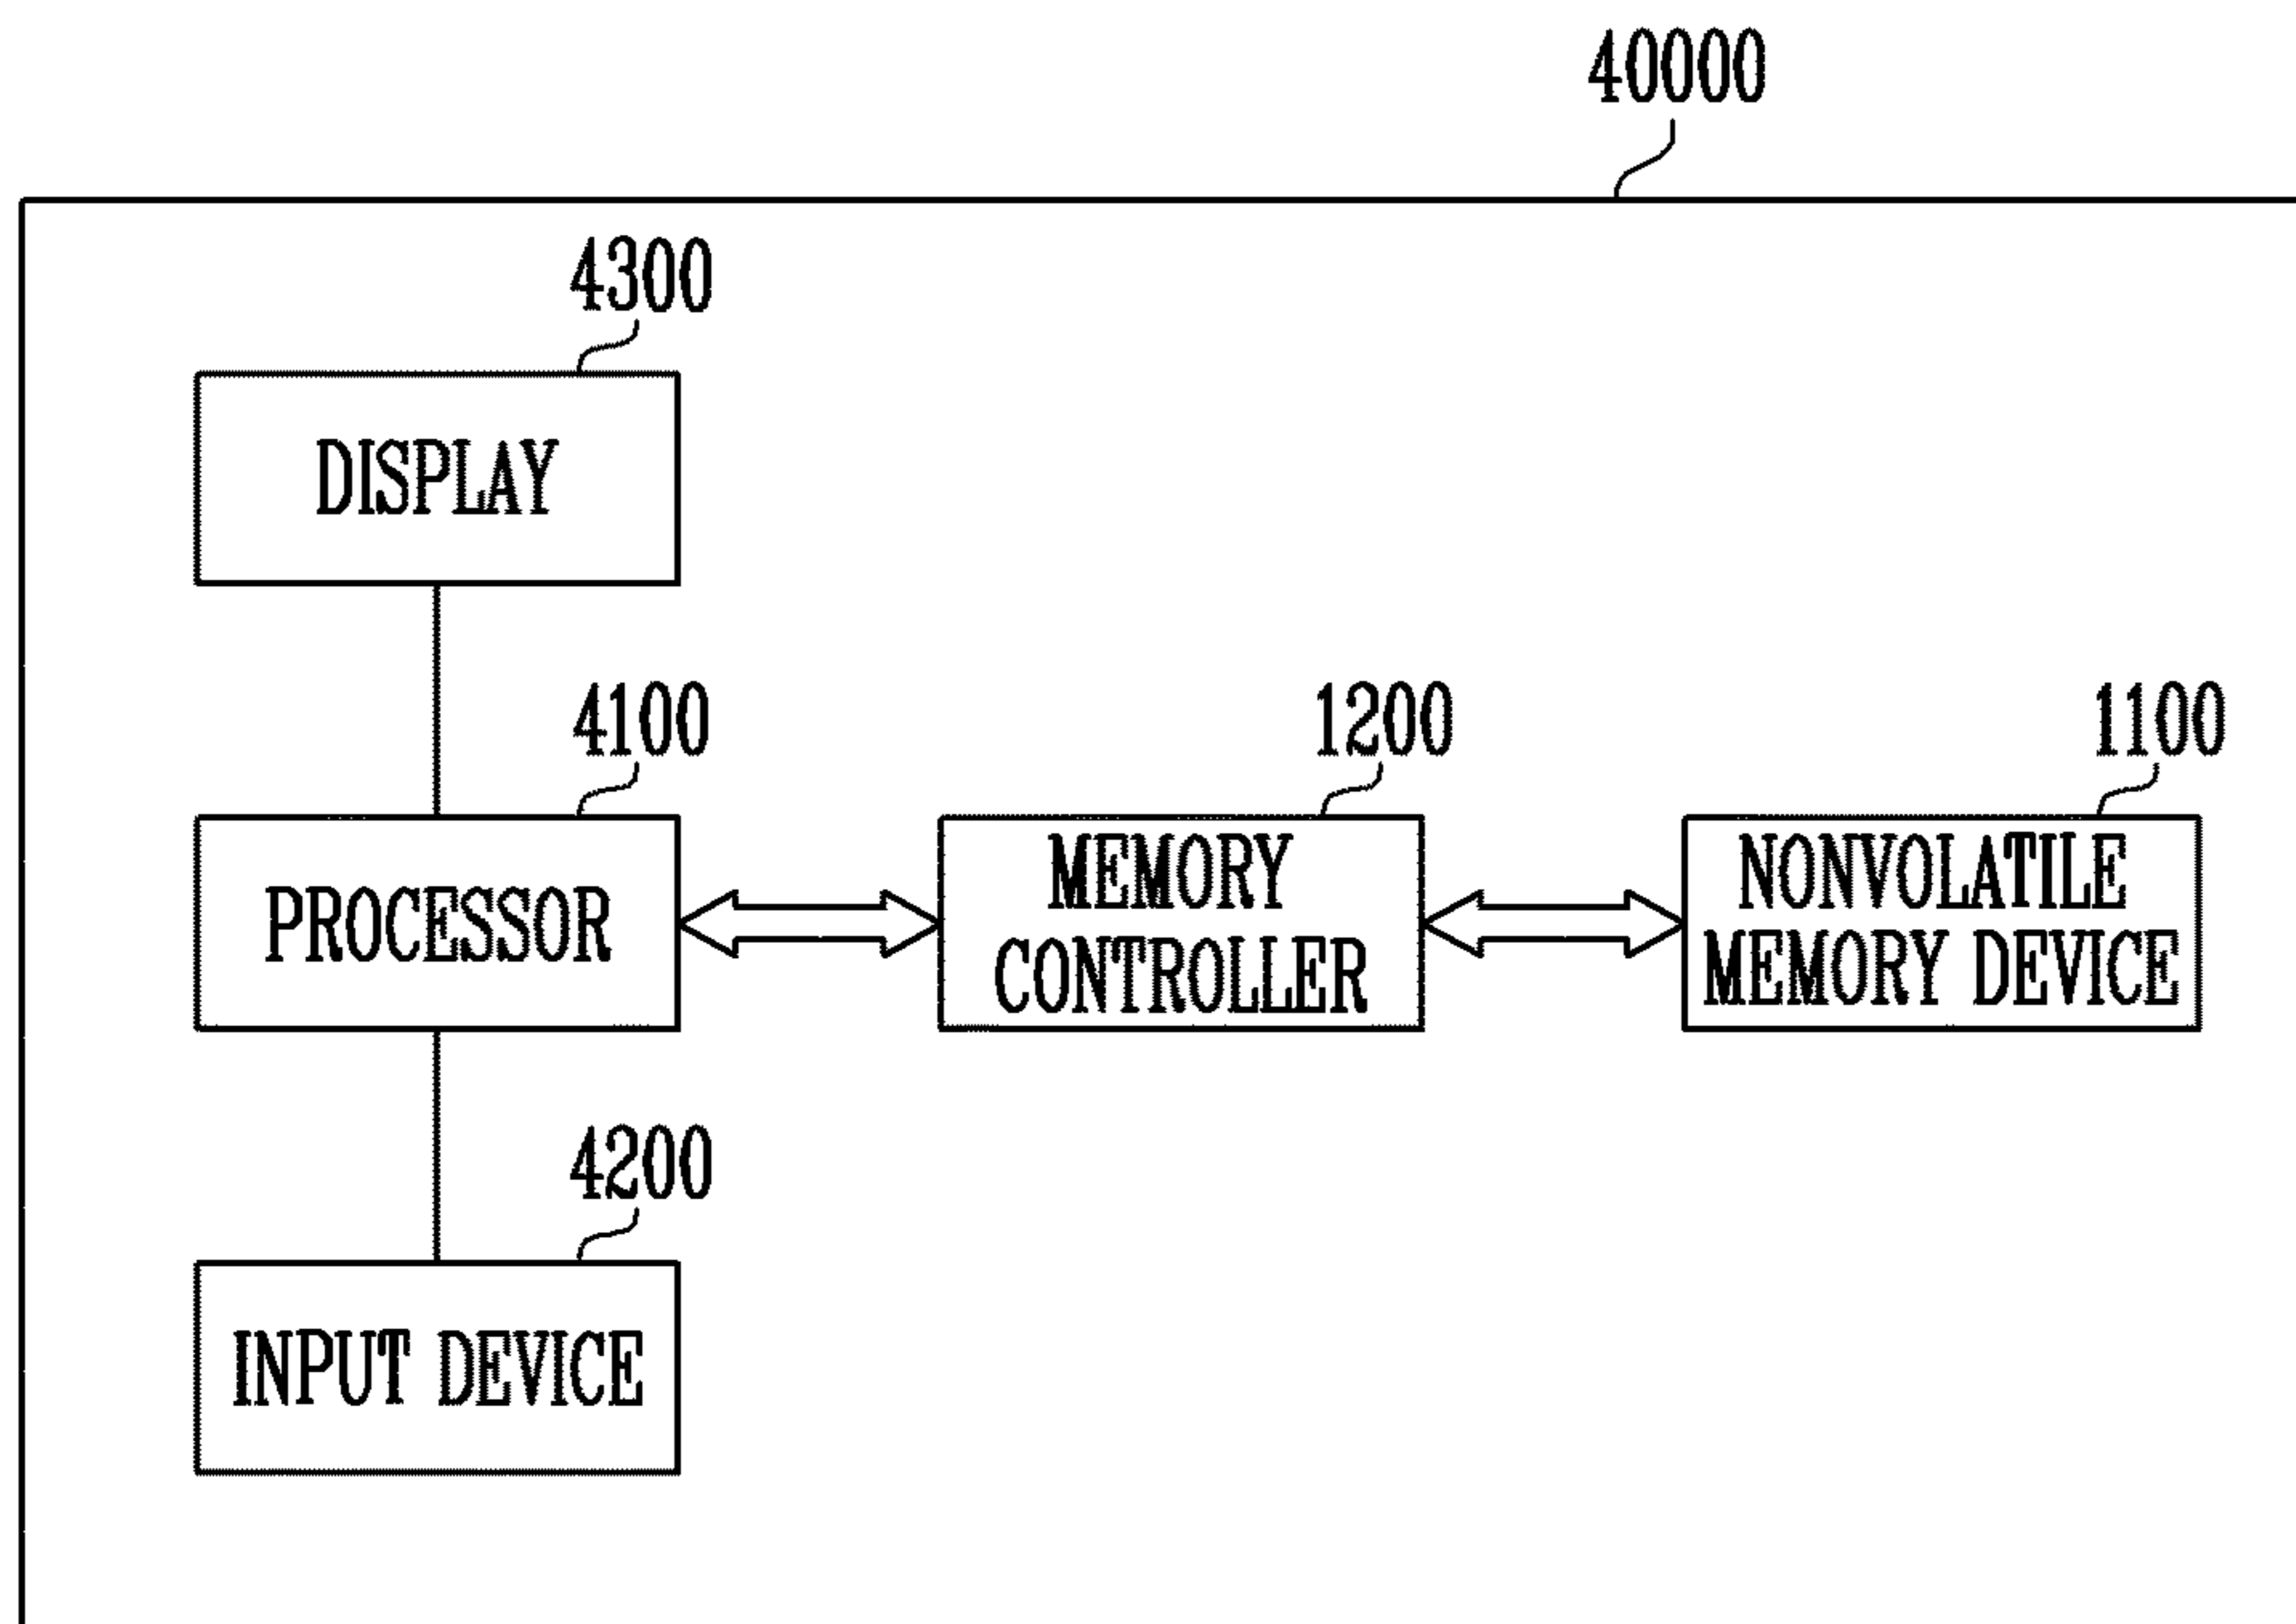 40000
4300
DISPLAY
4100
PROCESSOR
1200
MEMORY
CONTROLLER
1100
NONVOLATILE
MEMORY DEVICE
4200
INPUT DEVICE